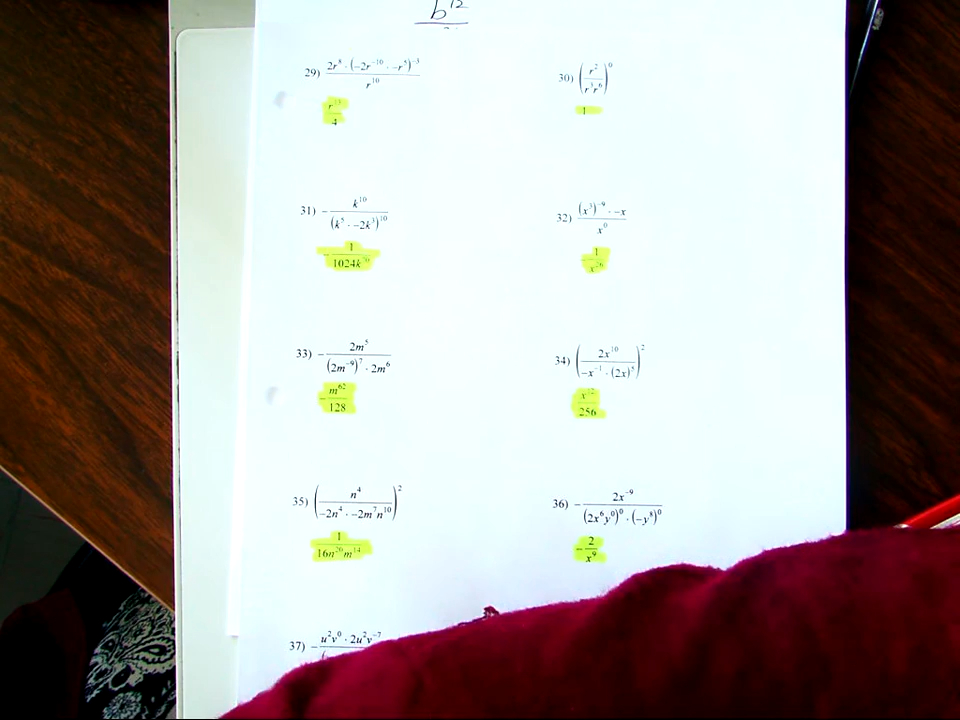 b¹²
29) 2r⁸ · (−2r⁻¹⁰ · −r⁵)⁻³ / r¹⁰
30) (r² / r³r⁶)⁰
r¹³ / 4
1
31) − k¹⁰ / (k⁵ · −2k³)¹⁰
32) (x³)⁻⁹ · −x / x⁰
− 1 / 1024k⁷⁰
− 1 / x²⁶
33) − 2m⁵ / (2m⁻⁹)⁷ · 2m⁶
34) (2x¹⁰ / −x⁻¹ · (2x)⁵)²
− m⁶² / 128
x¹² / 256
35) (n⁴ / −2n⁴ · −2m⁷n¹⁰)²
36) − 2x⁻⁹ / (2x⁶y⁰)⁰ · (−y⁸)⁰
1 / 16n²⁰m¹⁴
− 2 / x⁹
37) − u²v⁰ · 2u²v⁻⁷